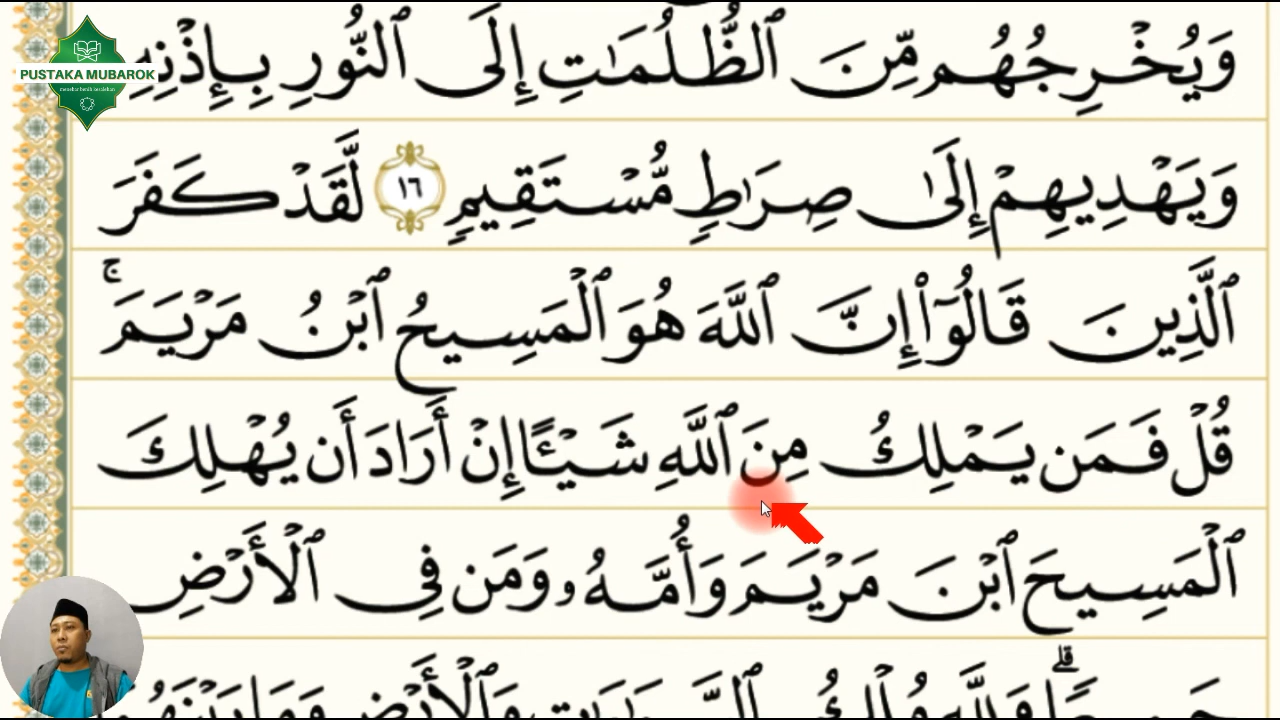 PUSTAKA MUBAROK
وَيُخْرِجُهُم مِّنَ ٱلظُّلُمَٰتِ إِلَى ٱلنُّورِ بِإِذْنِهِ
وَيَهْدِيهِمْ إِلَىٰ صِرَٰطٍ مُّسْتَقِيمٍ ١٦ لَّقَدْ كَفَرَ
ٱلَّذِينَ قَالُوٓا۟ إِنَّ ٱللَّهَ هُوَ ٱلْمَسِيحُ ٱبْنُ مَرْيَمَ ۚ
قُلْ فَمَن يَمْلِكُ مِنَ ٱللَّهِ شَيْـًٔا إِنْ أَرَادَ أَن يُهْلِكَ
ٱلْمَسِيحَ ٱبْنَ مَرْيَمَ وَأُمَّهُۥ وَمَن فِى ٱلْأَرْضِ